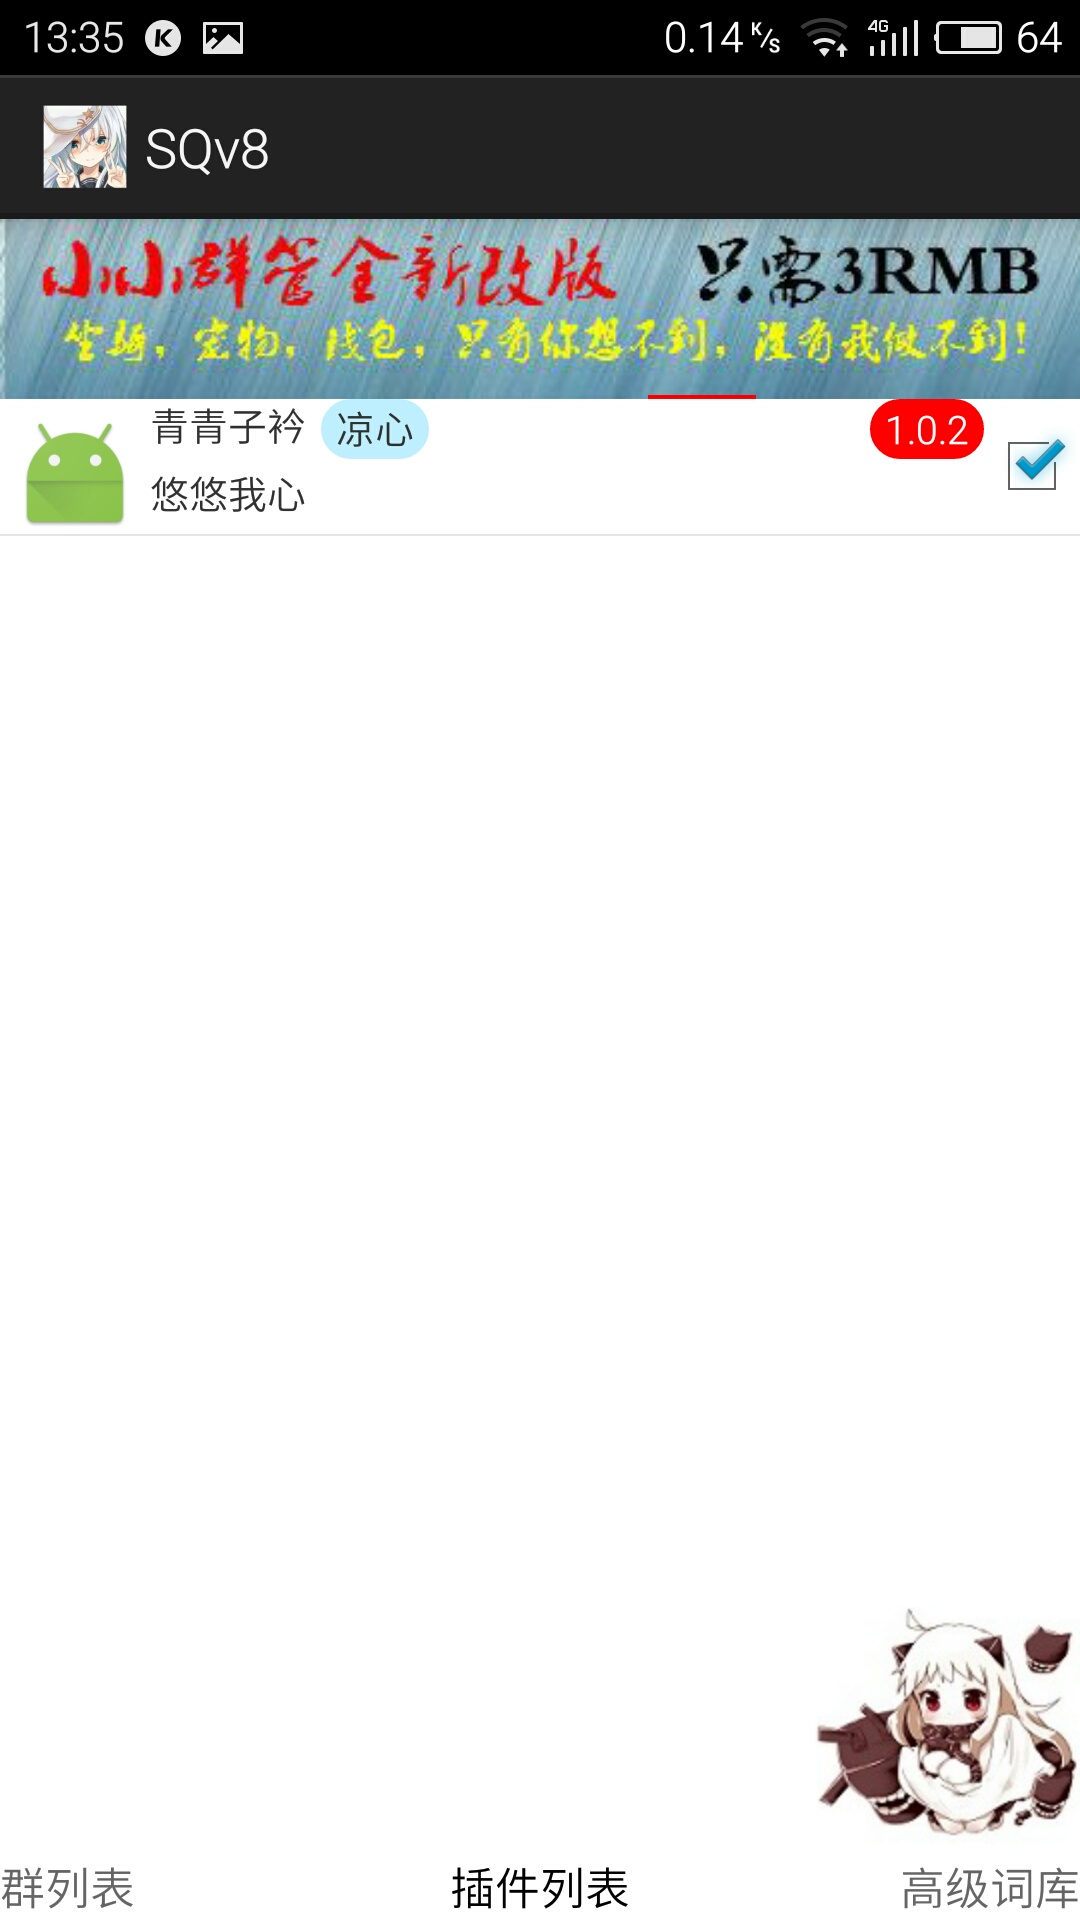 13:35 0.14 K/s 4G 64
SQv8
小小群管全新改版 只需3RMB
坐骑，宠物，钱包，只有你想不到，没有我做不到！
青青子衿 凉心 1.0.2
悠悠我心
群列表 插件列表 高级词库